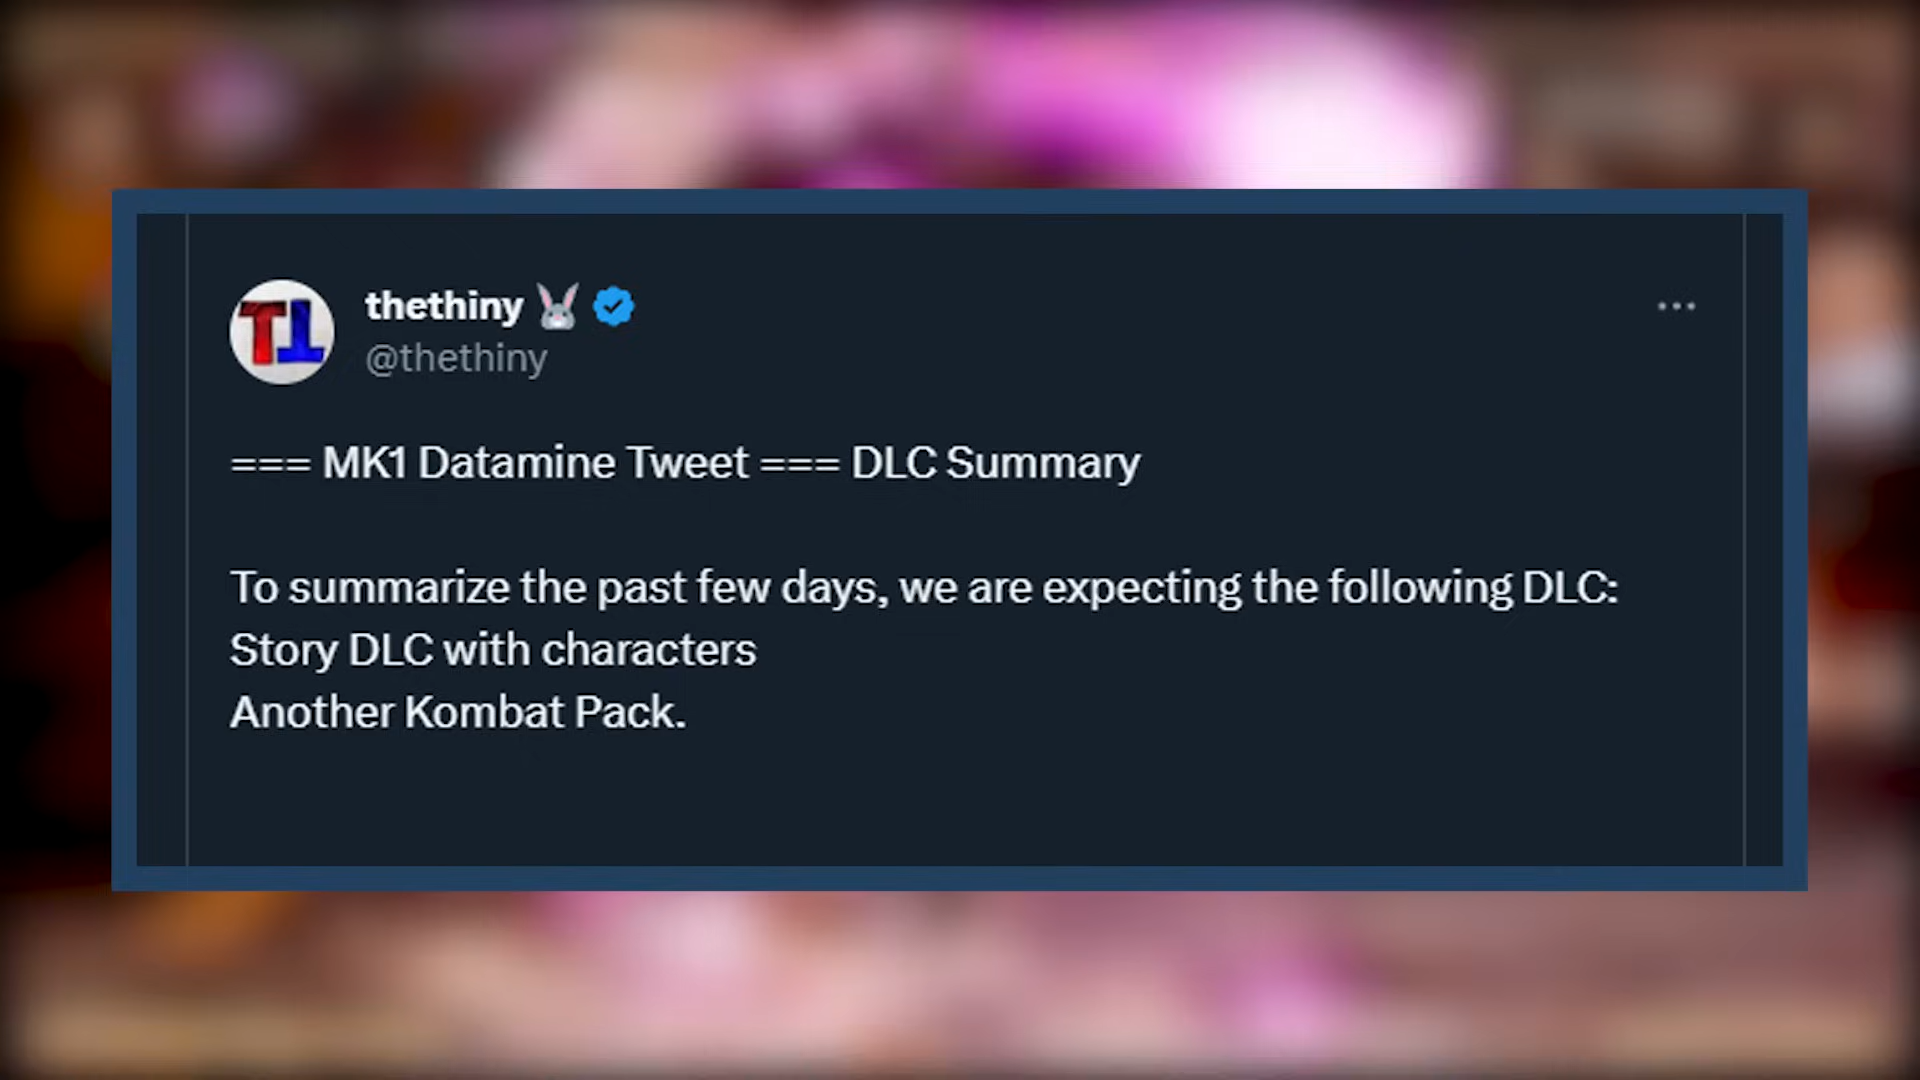 TT
thethiny 🐰
@thethiny
=== MK1 Datamine Tweet === DLC Summary
To summarize the past few days, we are expecting the following DLC:
Story DLC with characters
Another Kombat Pack.